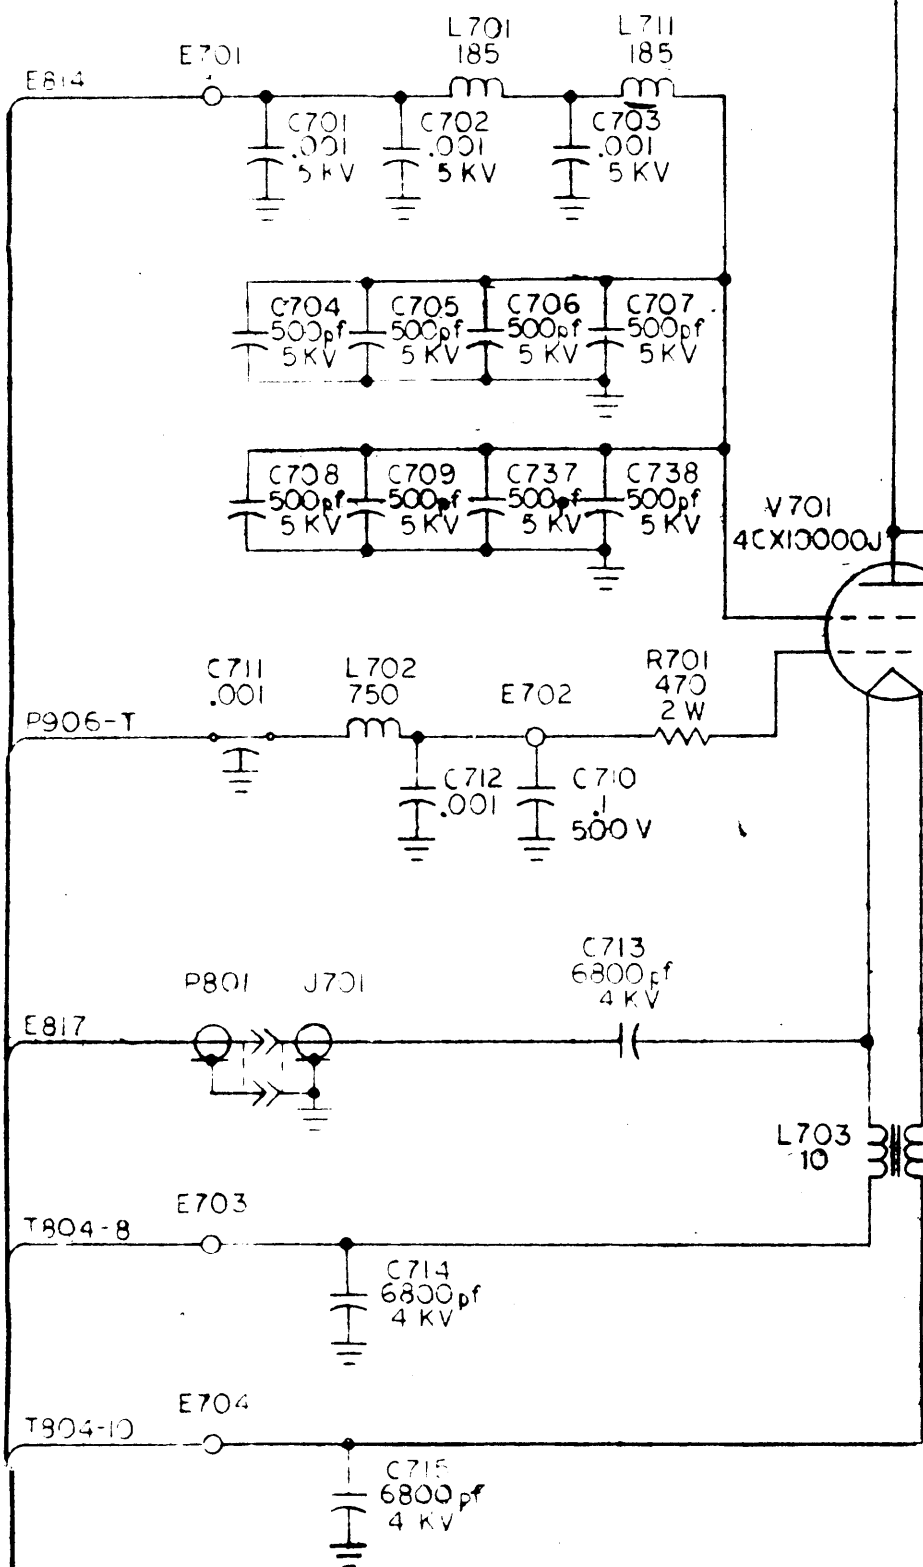 E814
E701
L701
185
L711
185
C701
.001
5 KV
C702
.001
5 KV
C703
.001
5 KV
C704
500pf
5 KV
C705
500pf
5 KV
C706
500pf
5 KV
C707
500pf
5 KV
C708
500pf
5 KV
C709
500pf
5 KV
C737
500pf
5 KV
C738
500pf
5 KV
V701
4CX10000J
P906-T
C711
.001
L702
750
E702
R701
470
2 W
C712
.001
C710
.1
500 V
E817
P801
J701
C713
6800pf
4 KV
L703
10
T804-8
E703
C714
6800pf
4 KV
T804-10
E704
C715
6800pf
4 KV